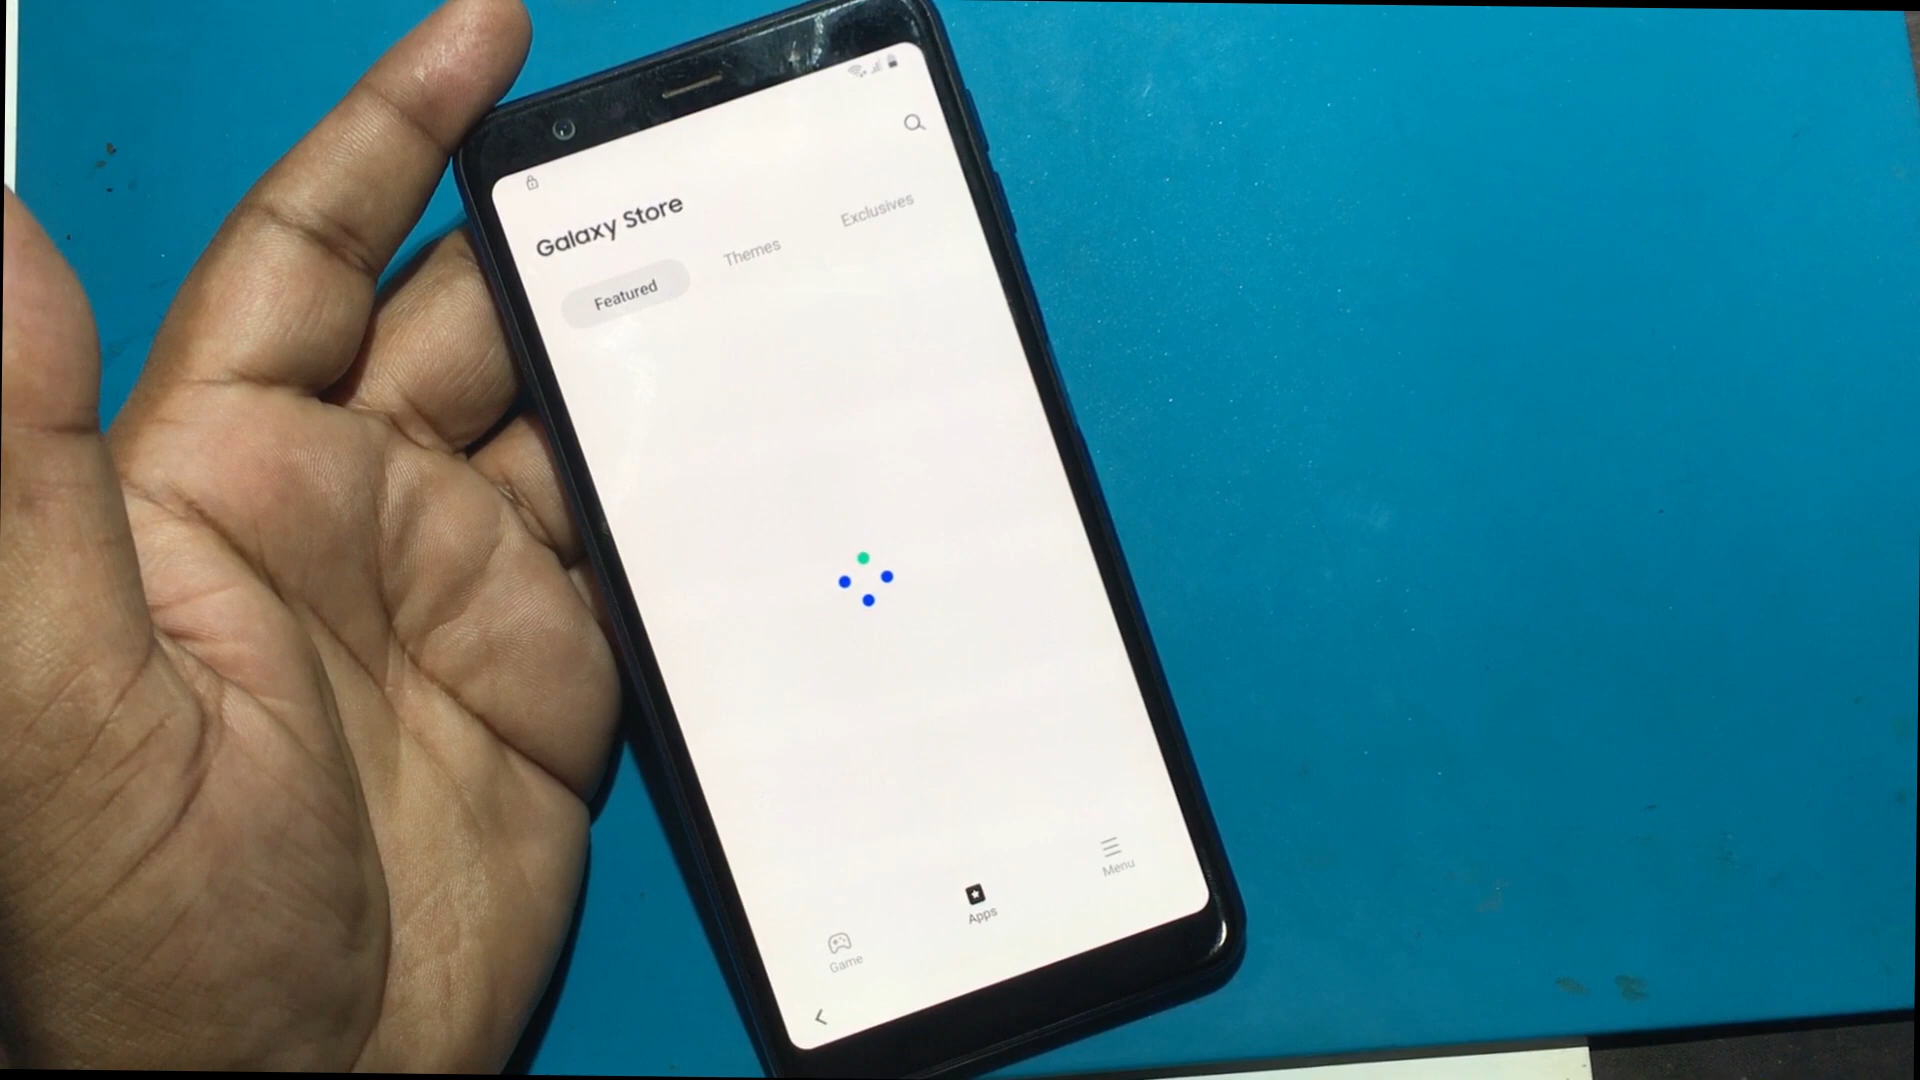 Galaxy Store
Featured
Themes
Exclusives
Game
Apps
Menu